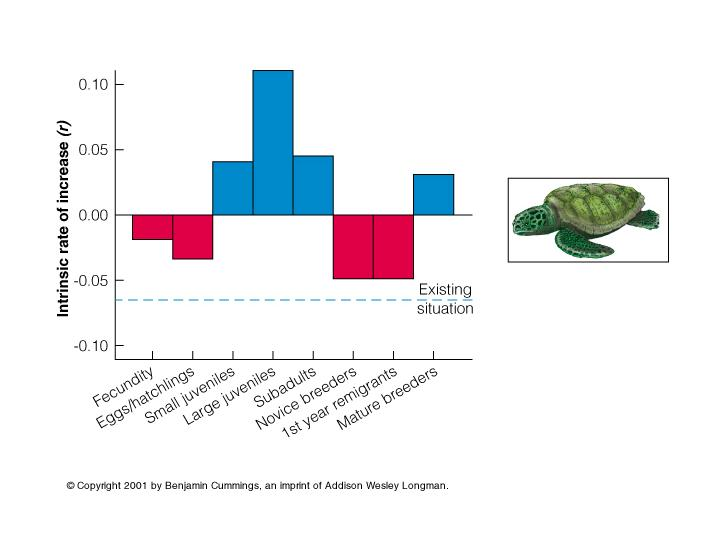 Intrinsic rate of increase (r)
0.10
0.05
0.00
-0.05
-0.10
Existing
situation
Fecundity
Eggs/hatchlings
Small juveniles
Large juveniles
Subadults
Novice breeders
1st year remigrants
Mature breeders
© Copyright 2001 by Benjamin Cummings, an imprint of Addison Wesley Longman.